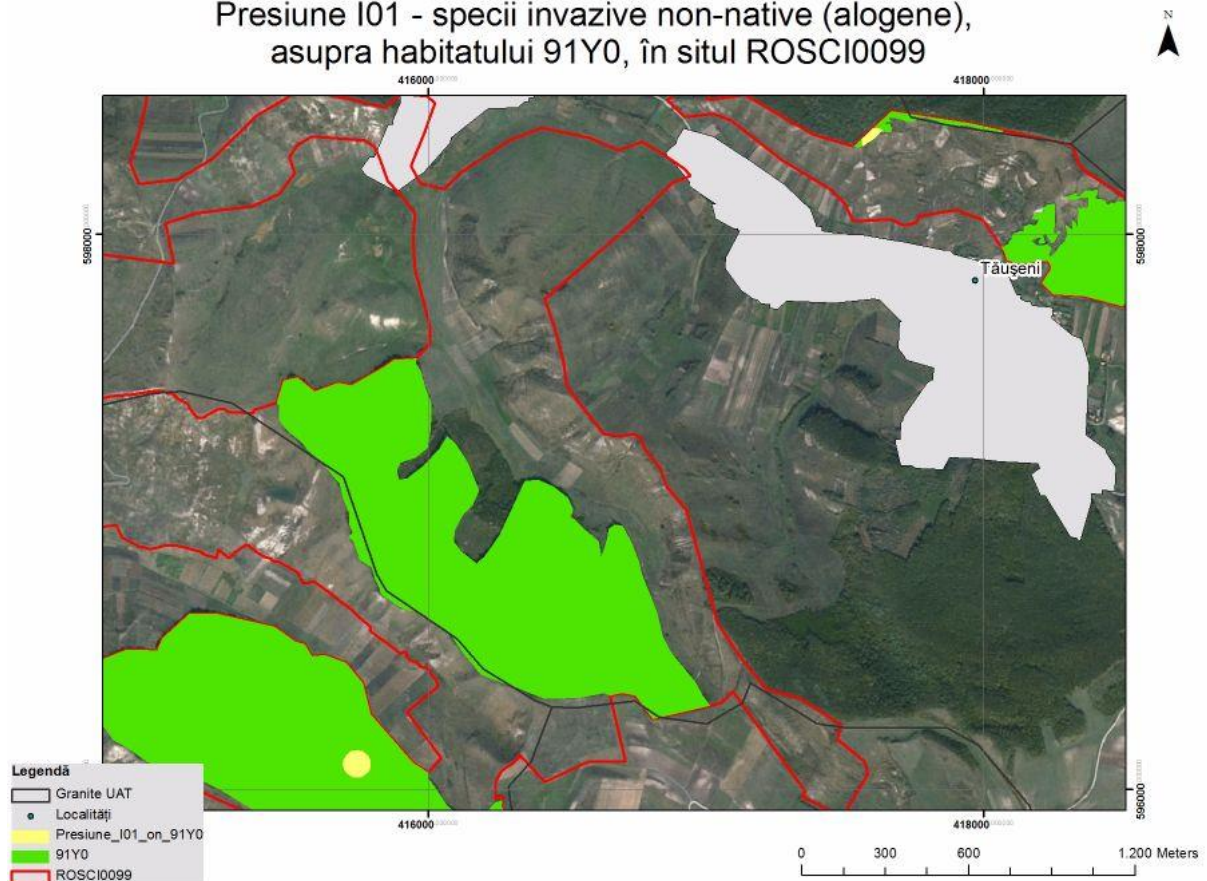 Presiune I01 - specii invazive non-native (alogene),
asupra habitatului 91Y0, în situl ROSCI0099
N
416000
418000
598000
598000
Tăuşeni
596000
416000
418000
Legendă
Granite UAT
Localităţi
Presiune_I01_on_91Y0
91Y0
ROSCI0099
0 300 600 1.200 Meters